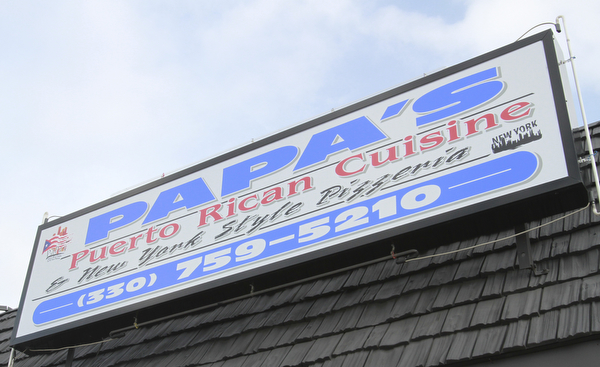 PAPA'S
Puerto Rican Cuisine
& New York Style Pizzeria
NEW YORK
(330) 759-5210